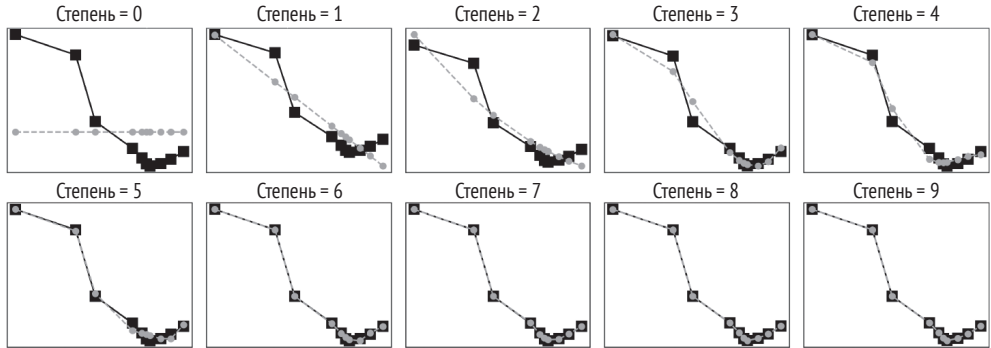 Степень = 0
Степень = 1
Степень = 2
Степень = 3
Степень = 4
Степень = 5
Степень = 6
Степень = 7
Степень = 8
Степень = 9